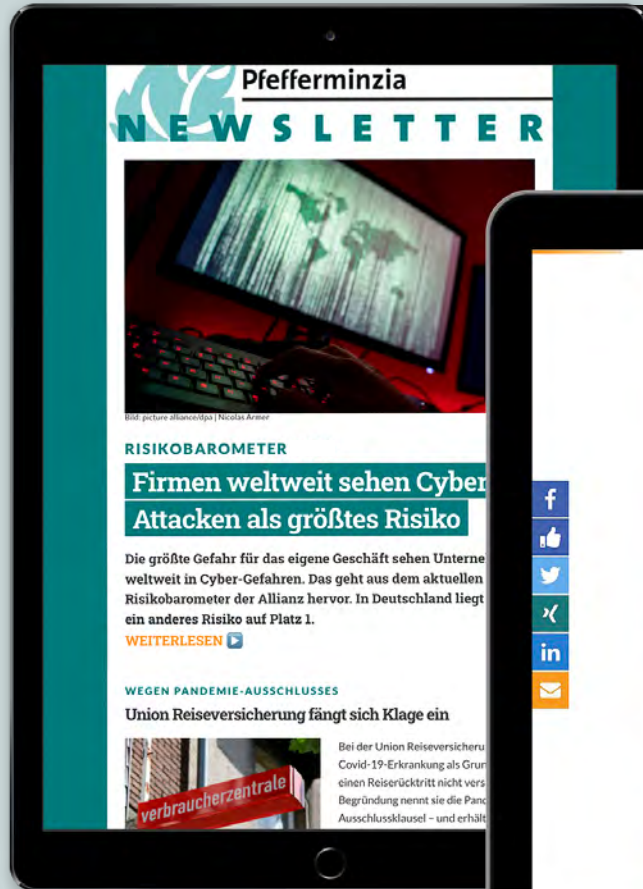 Pfefferminzia
NEWSLETTER
Bild: picture alliance/dpa | Nicolas Armer
RISIKOBAROMETER
Firmen weltweit sehen Cyber
Attacken als größtes Risiko
Die größte Gefahr für das eigene Geschäft sehen Unterne
weltweit in Cyber-Gefahren. Das geht aus dem aktuellen
Risikobarometer der Allianz hervor. In Deutschland liegt
ein anderes Risiko auf Platz 1.
WEITERLESEN
WEGEN PANDEMIE-AUSSCHLUSSES
Union Reiseversicherung fängt sich Klage ein
verbraucherzentrale
Bei der Union Reiseversicheru
Covid-19-Erkrankung als Grun
einen Reiserücktritt nicht vers
Begründung nennt sie die Pand
Ausschlussklausel – und erhält
f
in